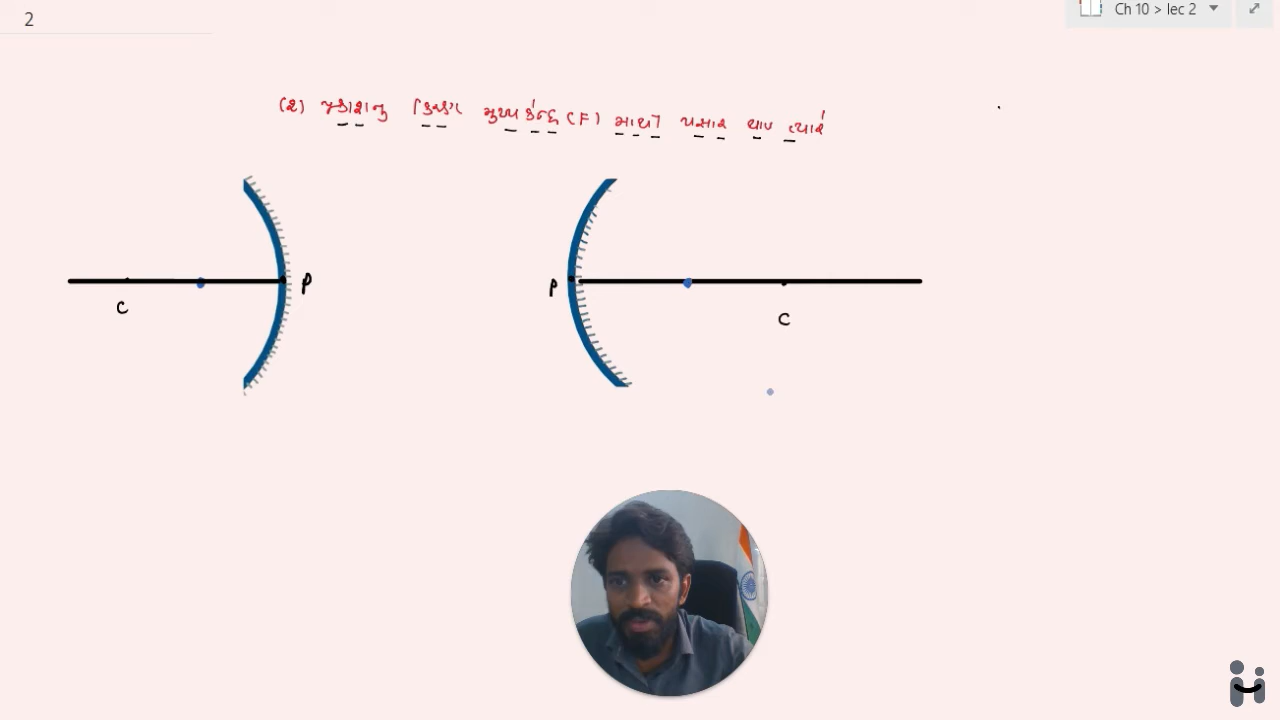 2
Ch 10 > lec 2
(2) પ્રકાશનું કિરણ મુખ્યકેન્દ્ર (F) માંથી પસાર થાય ત્યારે
P
P
C
C